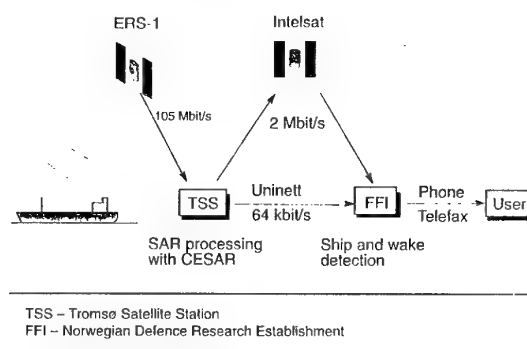 ERS-1
Intelsat
105 Mbit/s
2 Mbit/s
TSS
Uninett
64 kbit/s
FFI
Phone
Telefax
User
SAR processing
with CESAR
Ship and wake
detection
TSS – Tromsø Satellite Station
FFI – Norwegian Defence Research Establishment